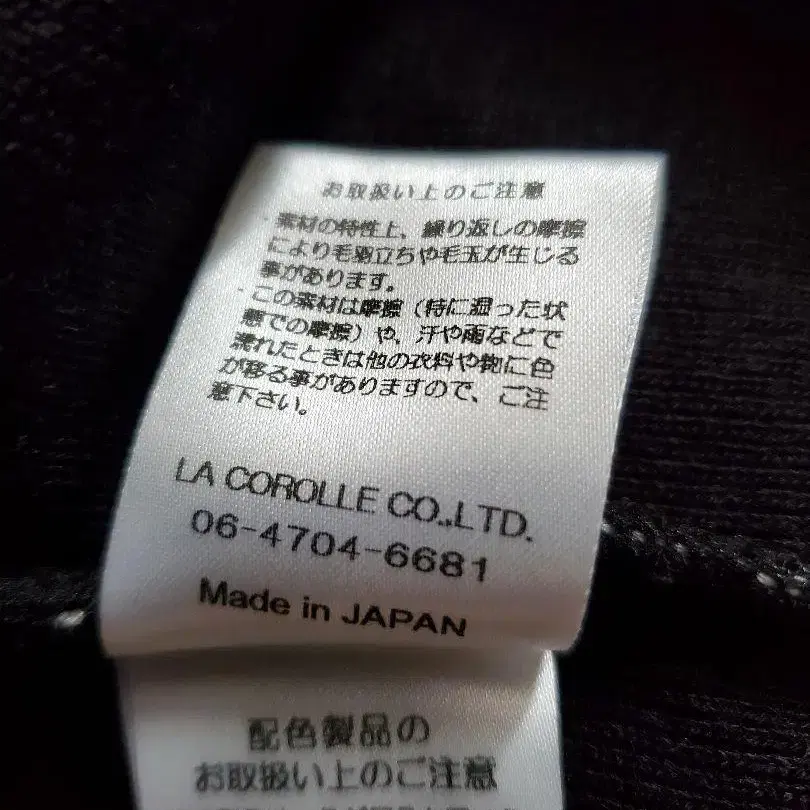 お取扱い上のご注意
・素材の特性上、繰り返しの摩擦
により毛羽立ちや毛玉が生じる
事があります。
・この素材は摩擦（特に湿った状
態での摩擦）や、汗や雨などで
濡れたときは他の衣料や物に色
が移る事がありますので、ご注
意下さい。
LA COROLLE CO.,LTD.
06-4704-6681
Made in JAPAN
配色製品の
お取扱い上のご注意